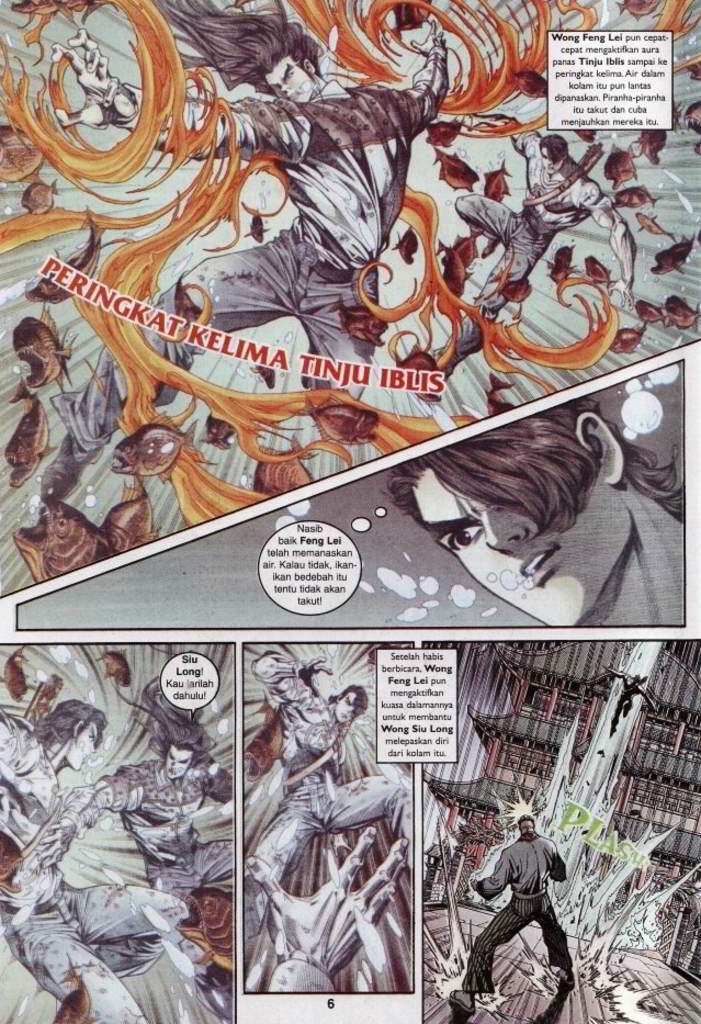 Wong Feng Lei pun cepat-
cepat mengaktifkan aura
panas Tinju Iblis sampai ke
peringkat kelima. Air dalam
kolam itu pun lantas
dipanaskan. Piranha-piranha
itu takut dan cuba
menjauhkan mereka itu.
PERINGKAT KELIMA TINJU IBLIS
Nasib
baik Feng Lei
telah memanaskan
air. Kalau tidak, ikan-
ikan bedebah itu
tentu tidak akan
takut!
Siu
Long!
Kau larilah
dahulu!
Setelah habis
berbicara, Wong
Feng Lei pun
mengaktifkan
kuasa dalamannya
untuk membantu
Wong Siu Long
melepaskan diri
dari kolam itu.
PLASH
6